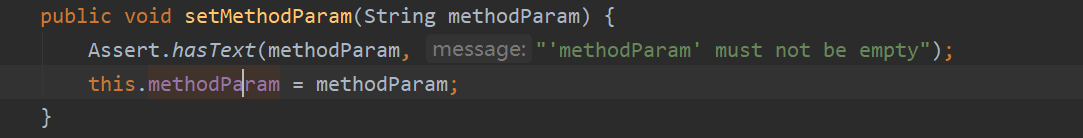 public void setMethodParam(String methodParam) {
Assert.hasText(methodParam, message: "'methodParam' must not be empty");
this.methodParam = methodParam;
}